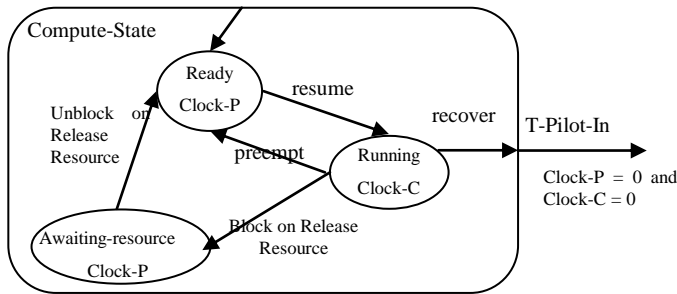 Compute-State
Ready
Clock-P
resume
Unblock on
Release
Resource
recover
T-Pilot-In
preempt
Running
Clock-C
Clock-P = 0 and
Clock-C = 0
Block on Release
Resource
Awaiting-resource
Clock-P